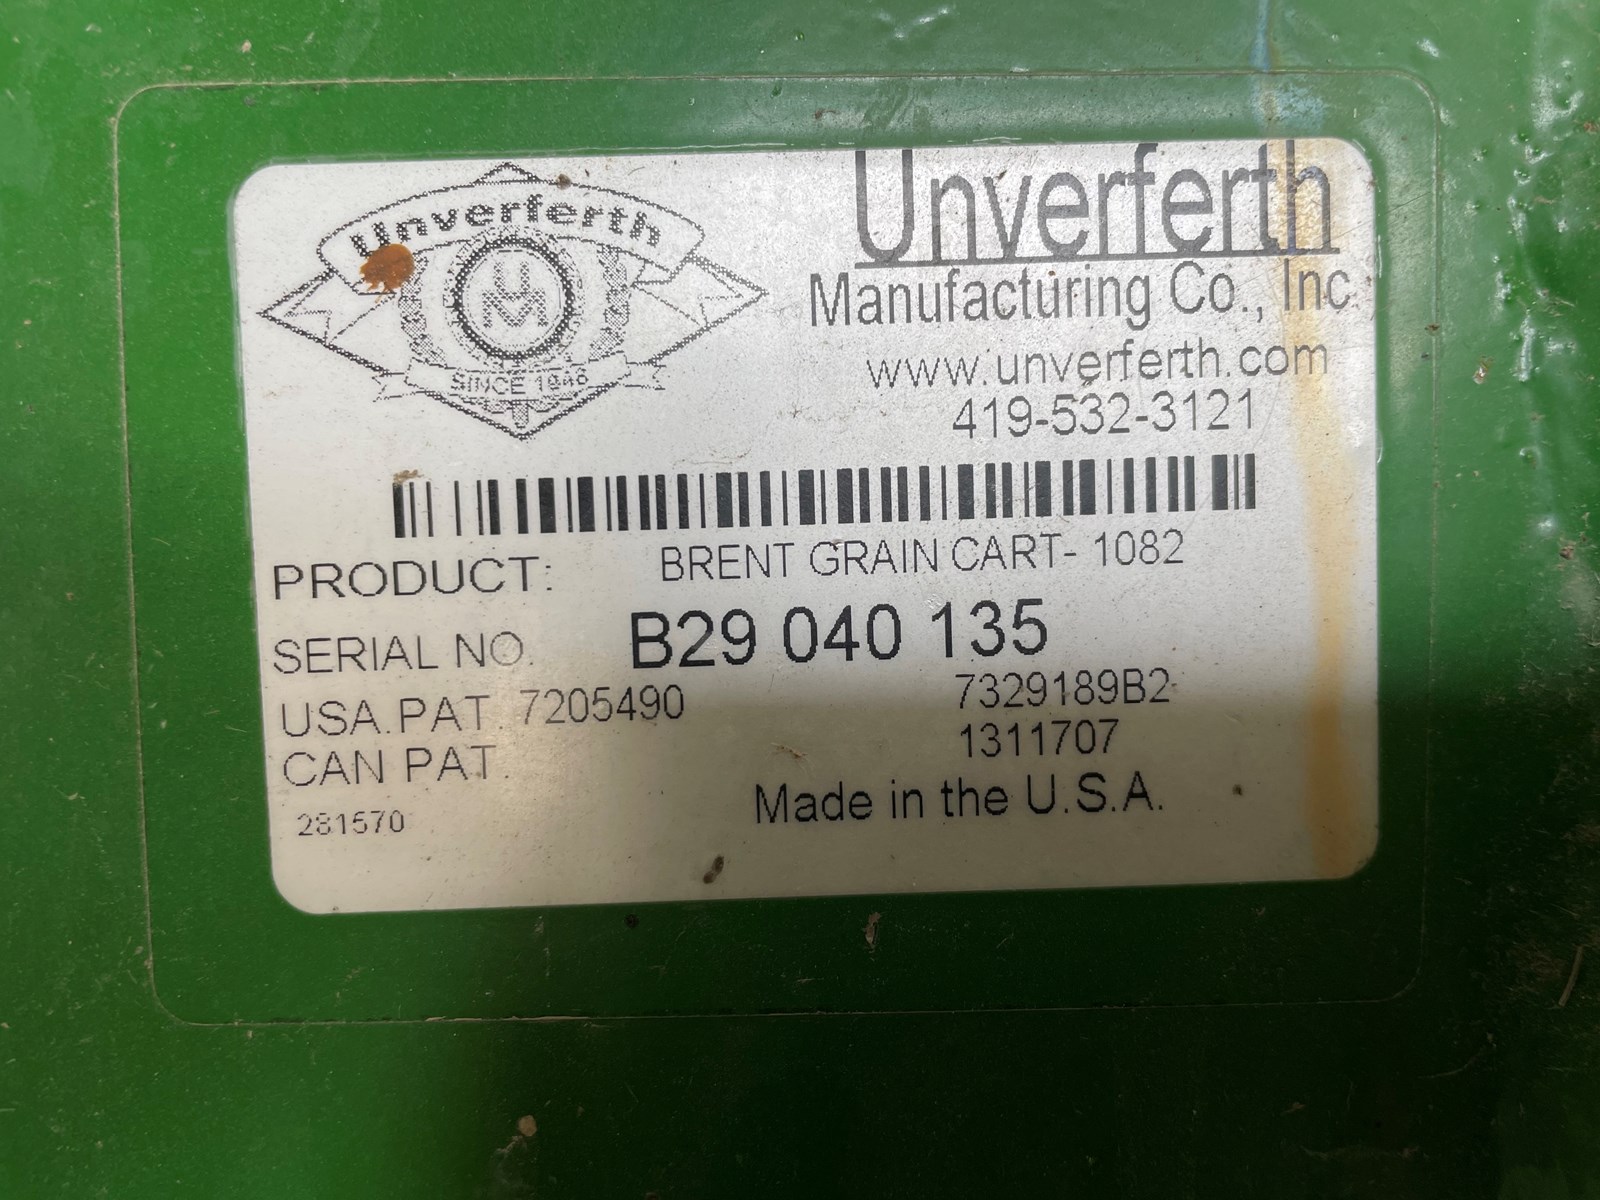 Unverferth
UM
SINCE 1948
Unverferth
Manufacturing Co., Inc.
www.unverferth.com
419-532-3121
PRODUCT: BRENT GRAIN CART- 1082
SERIAL NO. B29 040 135
USA.PAT. 7205490 7329189B2
CAN PAT. 1311707
281570 Made in the U.S.A.